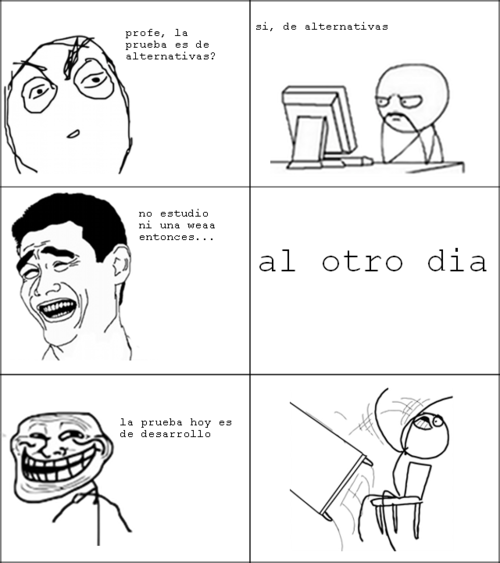 profe, la
prueba es de
alternativas?
si, de alternativas
no estudio
ni una weaa
entonces...
al otro dia
la prueba hoy es
de desarrollo